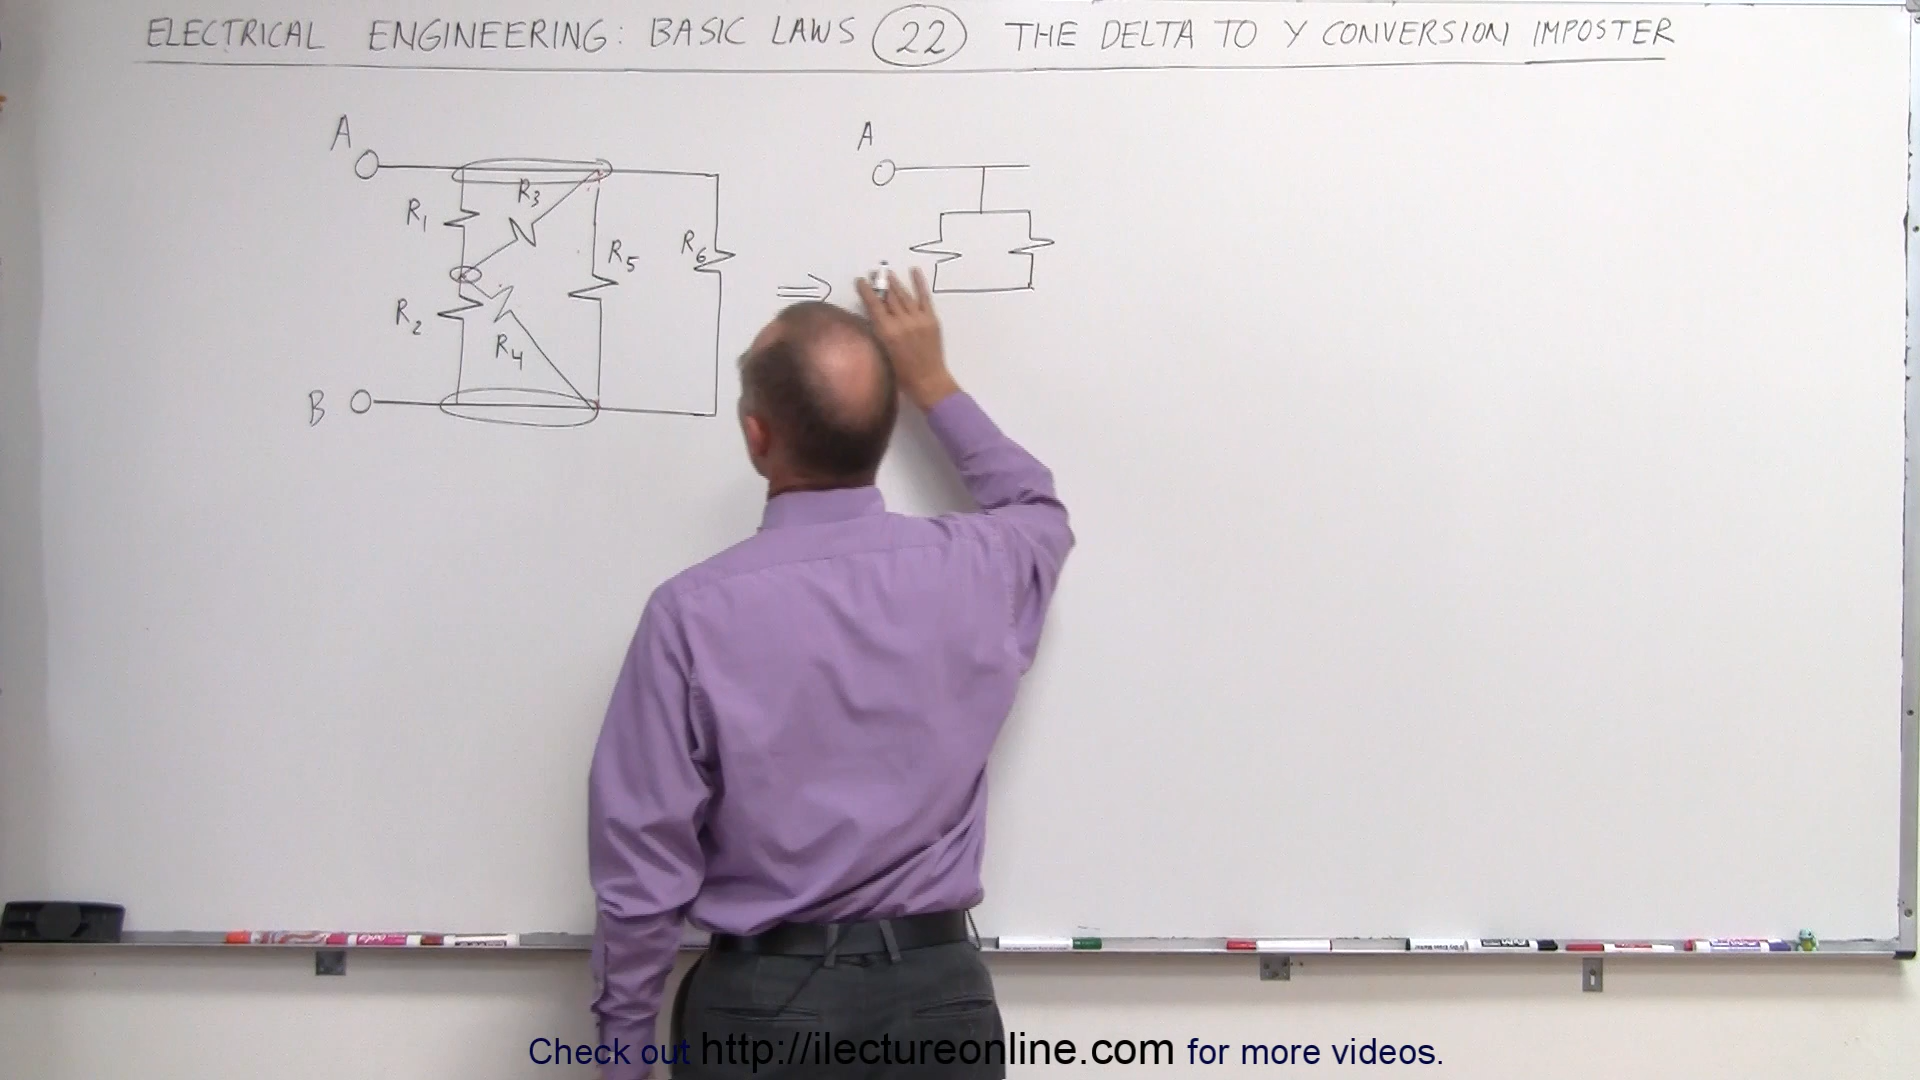 ELECTRICAL ENGINEERING: BASIC LAWS 22 THE DELTA TO Y CONVERSION IMPOSTER
A
A
R3
R1
R5
R6
R2
R4
B
Check out http://ilectureonline.com for more videos.